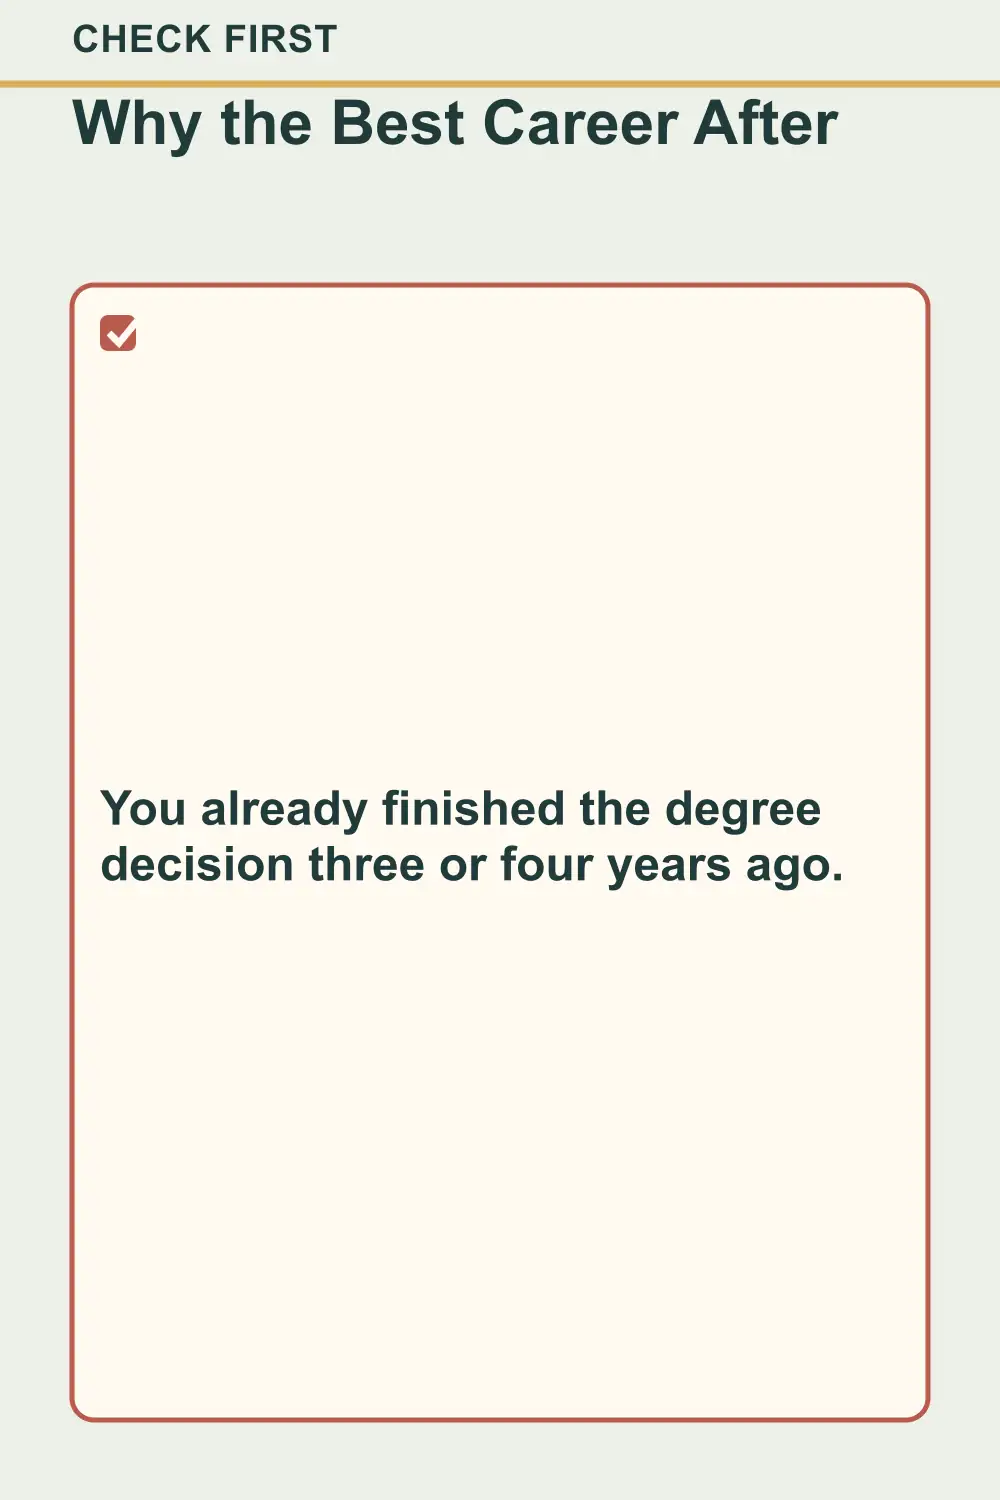 CHECK FIRST
Why the Best Career After
You already finished the degree
decision three or four years ago.